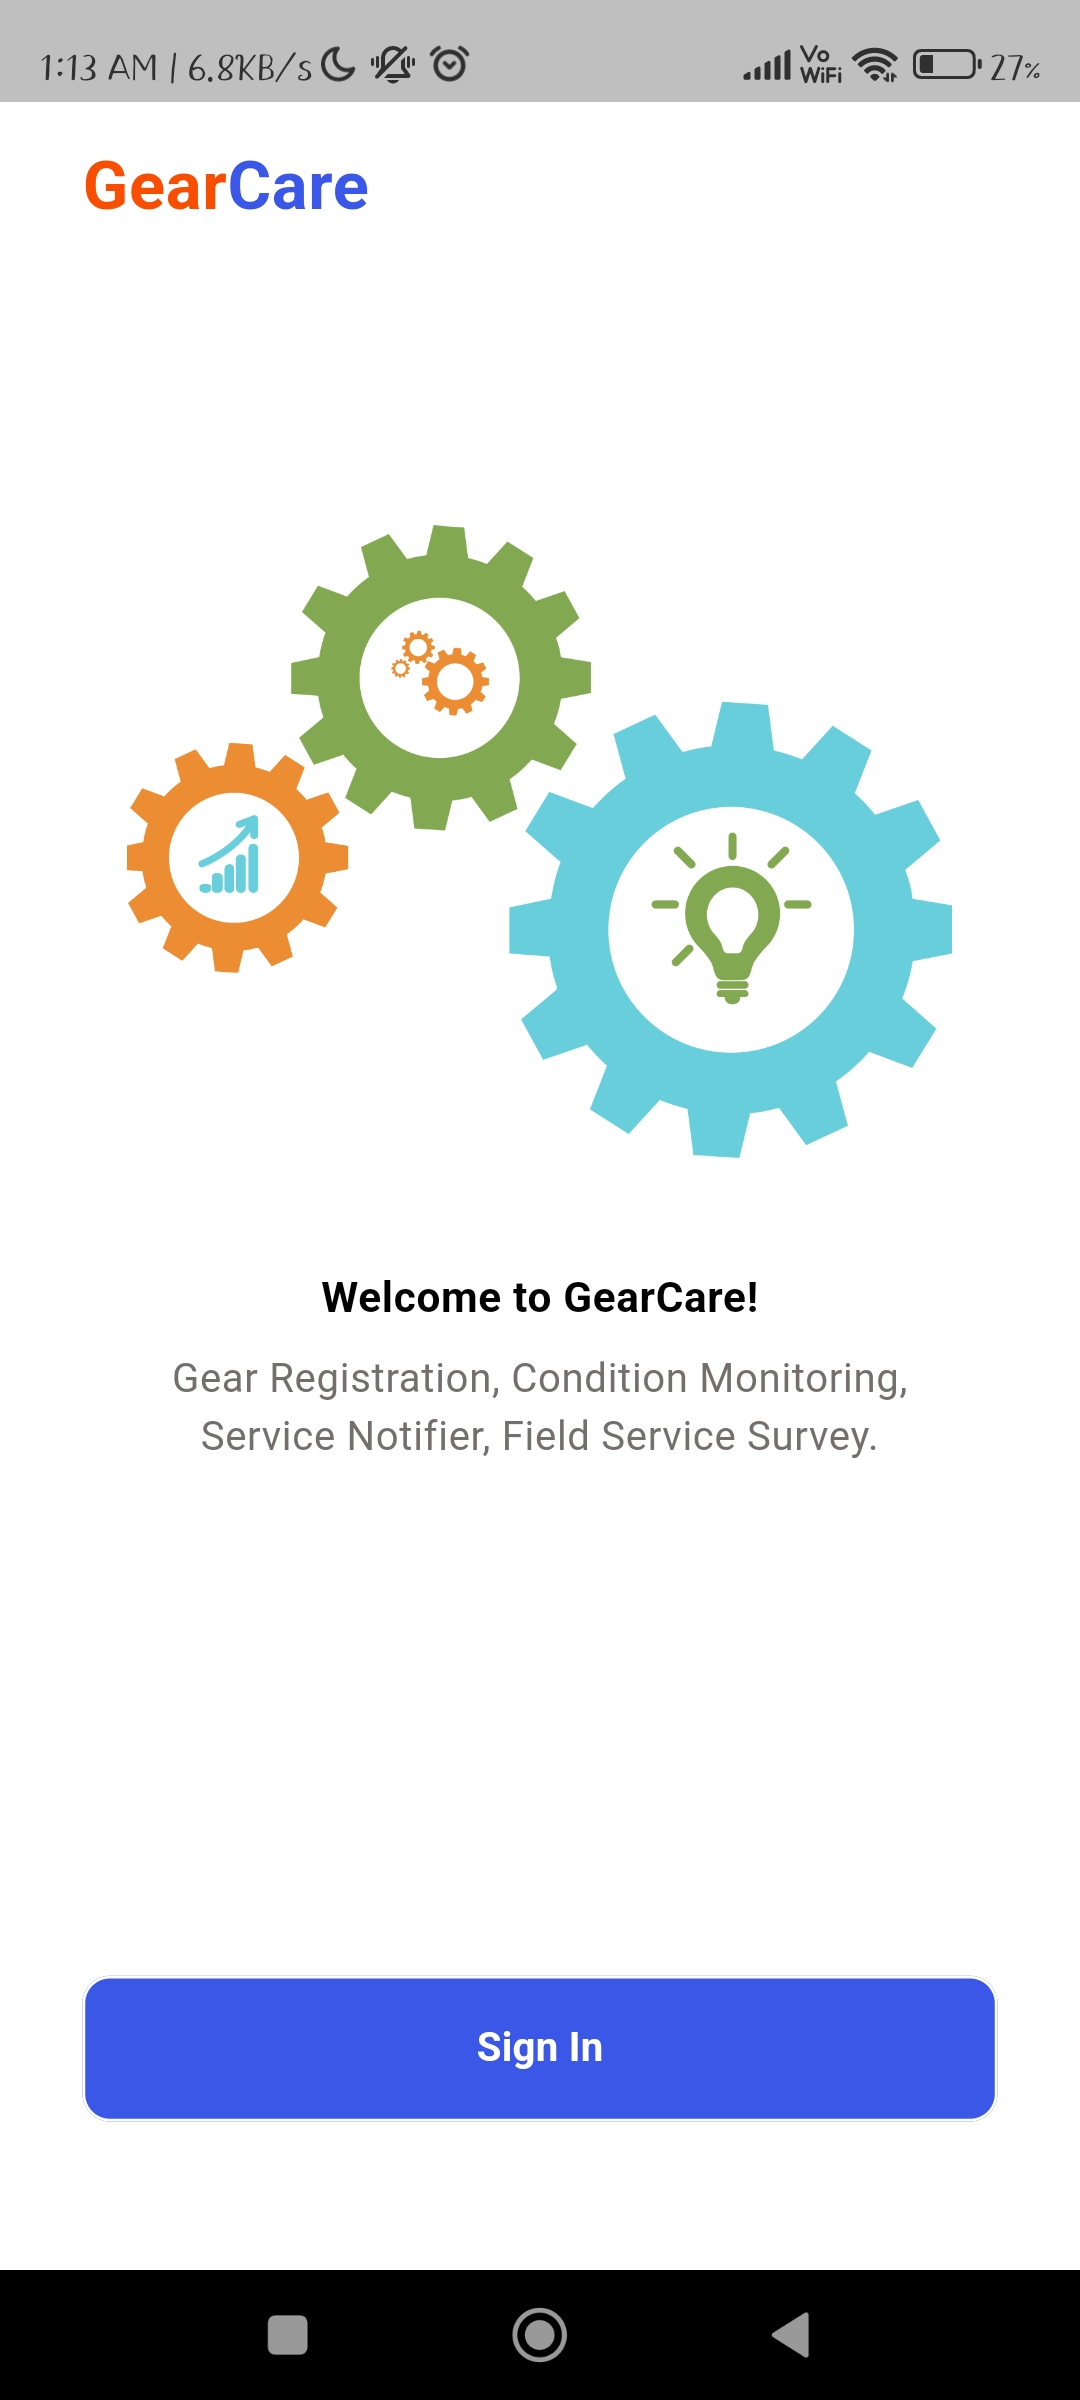 1:13 AM | 6.8KB/s
Vo
WiFi
27%
GearCare
Welcome to GearCare!
Gear Registration, Condition Monitoring,
Service Notifier, Field Service Survey.
Sign In